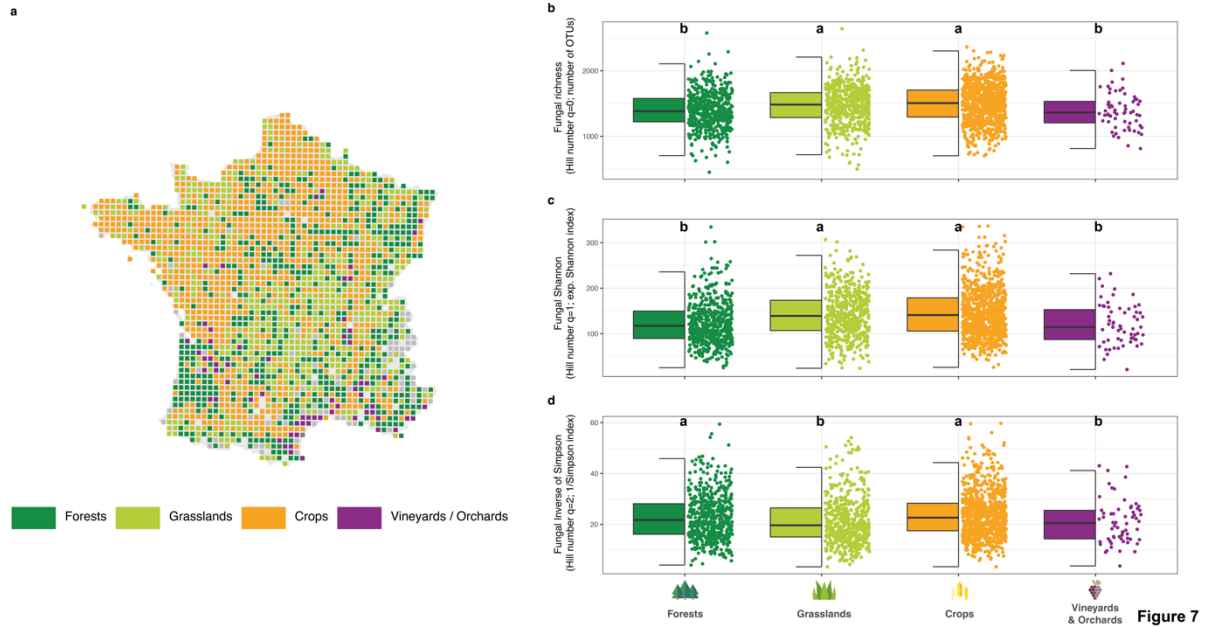 a
Forests
Grasslands
Crops
Vineyards / Orchards
b
Fungal richness
(Hill number q=0; number of OTUs)
2000
1000
b
a
a
b
c
Fungal Shannon
(Hill number q=1; exp. Shannon index)
300
200
100
b
a
a
b
d
Fungal Inverse of Simpson
(Hill number q=2; 1/Simpson index)
60
40
20
a
b
a
b
Forests
Grasslands
Crops
Vineyards
& Orchards
Figure 7